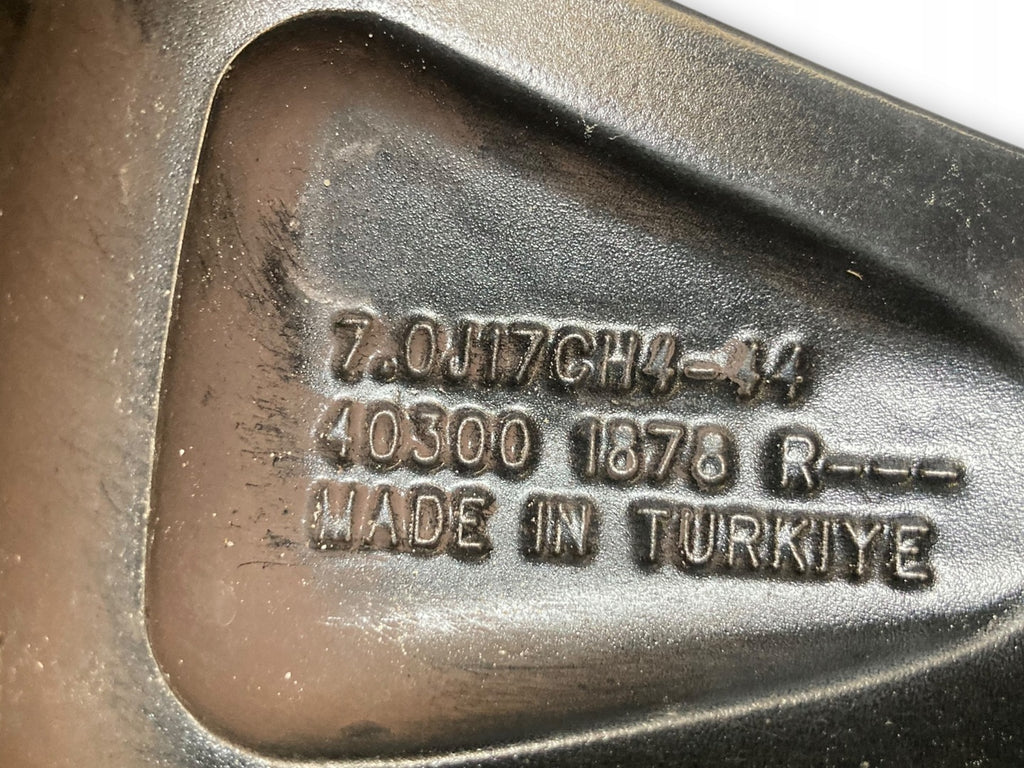 7.0J17CH4-44
40300 1878 R---
MADE IN TURKIYE